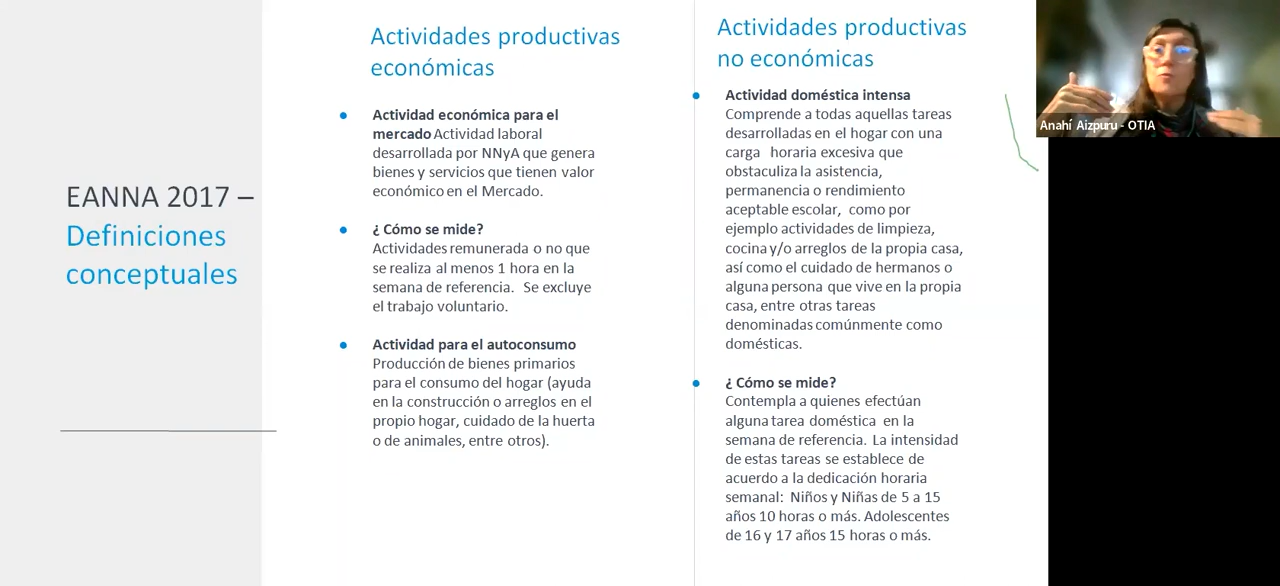 EANNA 2017 –
Definiciones
conceptuales
Actividades productivas
económicas
Actividad económica para el
mercado Actividad laboral
desarrollada por NNyA que genera
bienes y servicios que tienen valor
económico en el Mercado.
¿ Cómo se mide?
Actividades remunerada o no que
se realiza al menos 1 hora en la
semana de referencia. Se excluye
el trabajo voluntario.
Actividad para el autoconsumo
Producción de bienes primarios
para el consumo del hogar (ayuda
en la construcción o arreglos en el
propio hogar, cuidado de la huerta
o de animales, entre otros).
Actividades productivas
no económicas
Actividad doméstica intensa
Comprende a todas aquellas tareas
desarrolladas en el hogar con una
carga horaria excesiva que
obstaculiza la asistencia,
permanencia o rendimiento
aceptable escolar, como por
ejemplo actividades de limpieza,
cocina y/o arreglos de la propia casa,
así como el cuidado de hermanos o
alguna persona que vive en la propia
casa, entre otras tareas
denominadas comúnmente como
domésticas.
¿ Cómo se mide?
Contempla a quienes efectúan
alguna tarea doméstica en la
semana de referencia. La intensidad
de estas tareas se establece de
acuerdo a la dedicación horaria
semanal: Niños y Niñas de 5 a 15
años 10 horas o más. Adolescentes
de 16 y 17 años 15 horas o más.
Anahí Aizpuru - OTIA